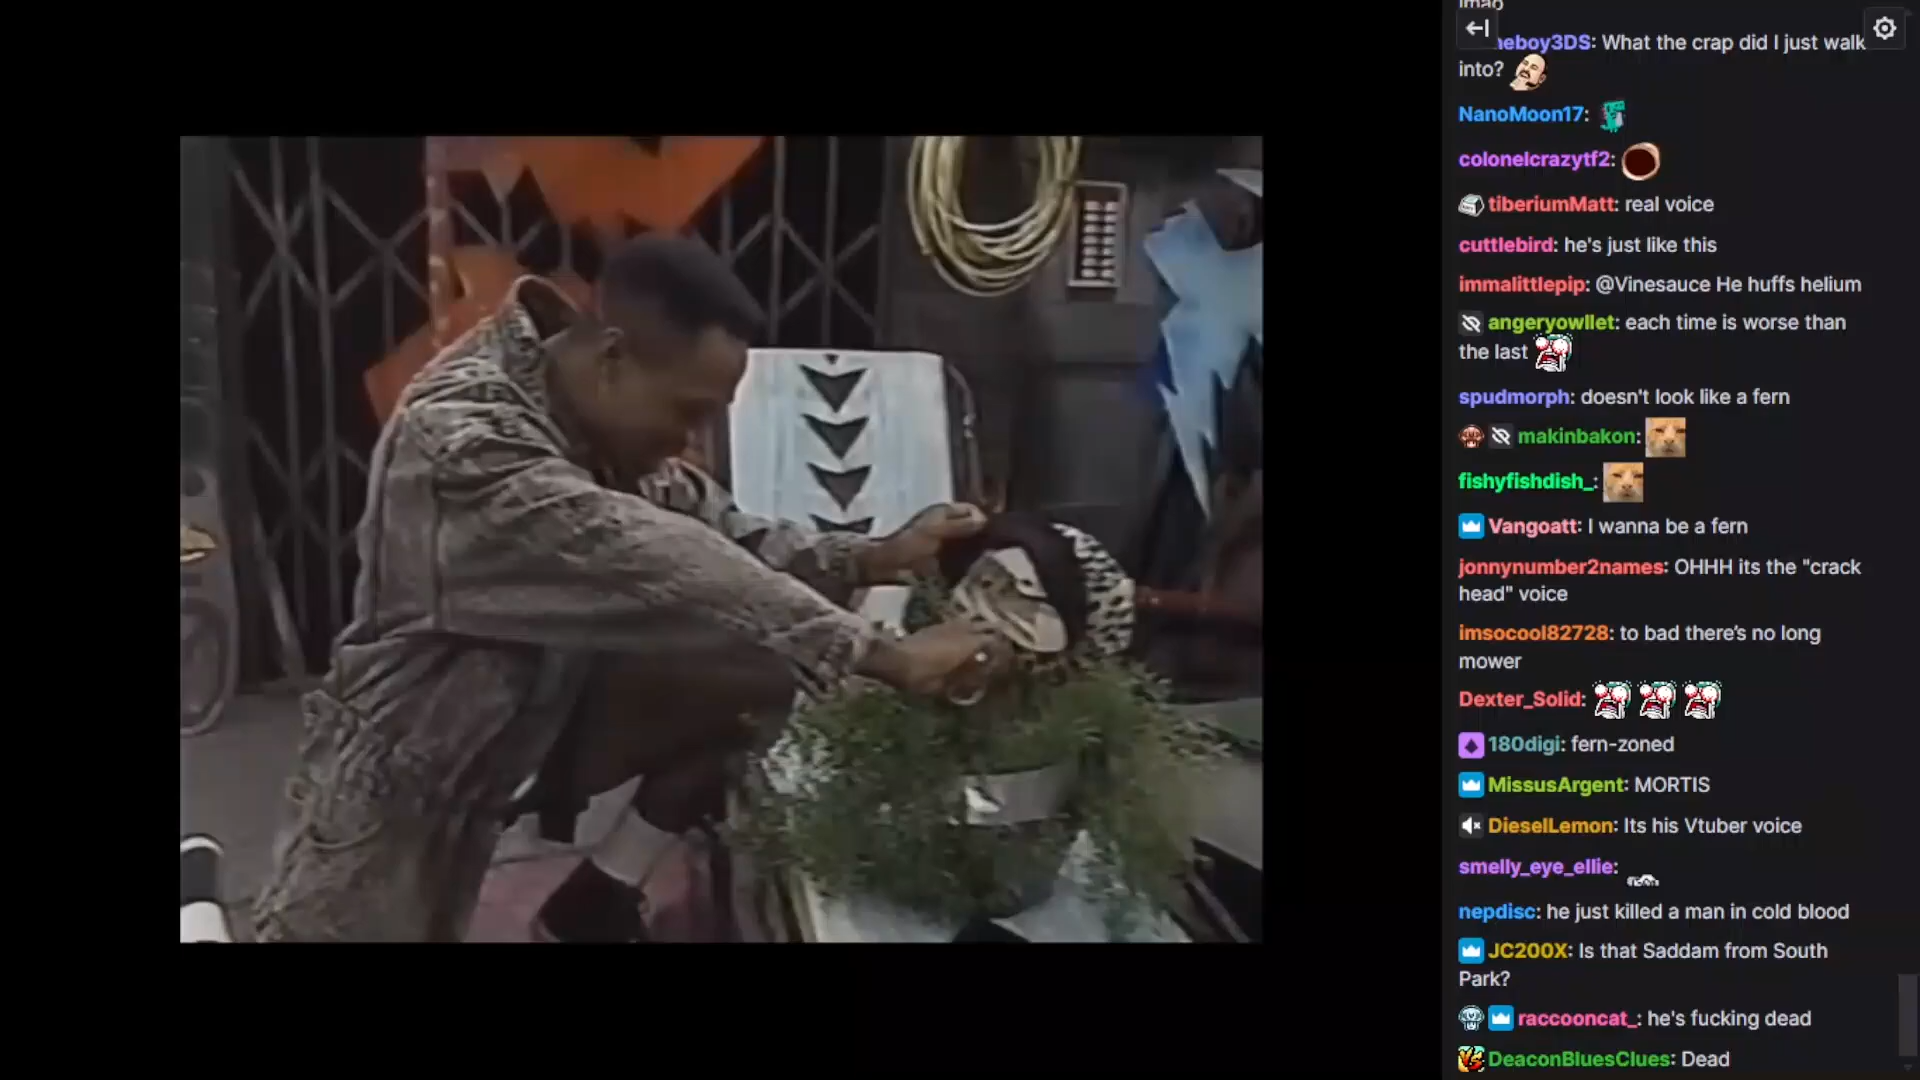 lmao
neboy3DS: What the crap did I just walk
into?
NanoMoon17:
colonelcrazytf2:
tiberiumMatt: real voice
cuttlebird: he's just like this
immalittlepip: @Vinesauce He huffs helium
angeryowllet: each time is worse than
the last
spudmorph: doesn't look like a fern
makinbakon:
fishyfishdish_:
Vangoatt: I wanna be a fern
jonnynumber2names: OHHH its the "crack
head" voice
imsocool82728: to bad there's no long
mower
Dexter_Solid:
180digi: fern-zoned
MissusArgent: MORTIS
DieselLemon: Its his Vtuber voice
smelly_eye_ellie:
nepdisc: he just killed a man in cold blood
JC200X: Is that Saddam from South
Park?
raccooncat_: he's fucking dead
DeaconBluesClues: Dead